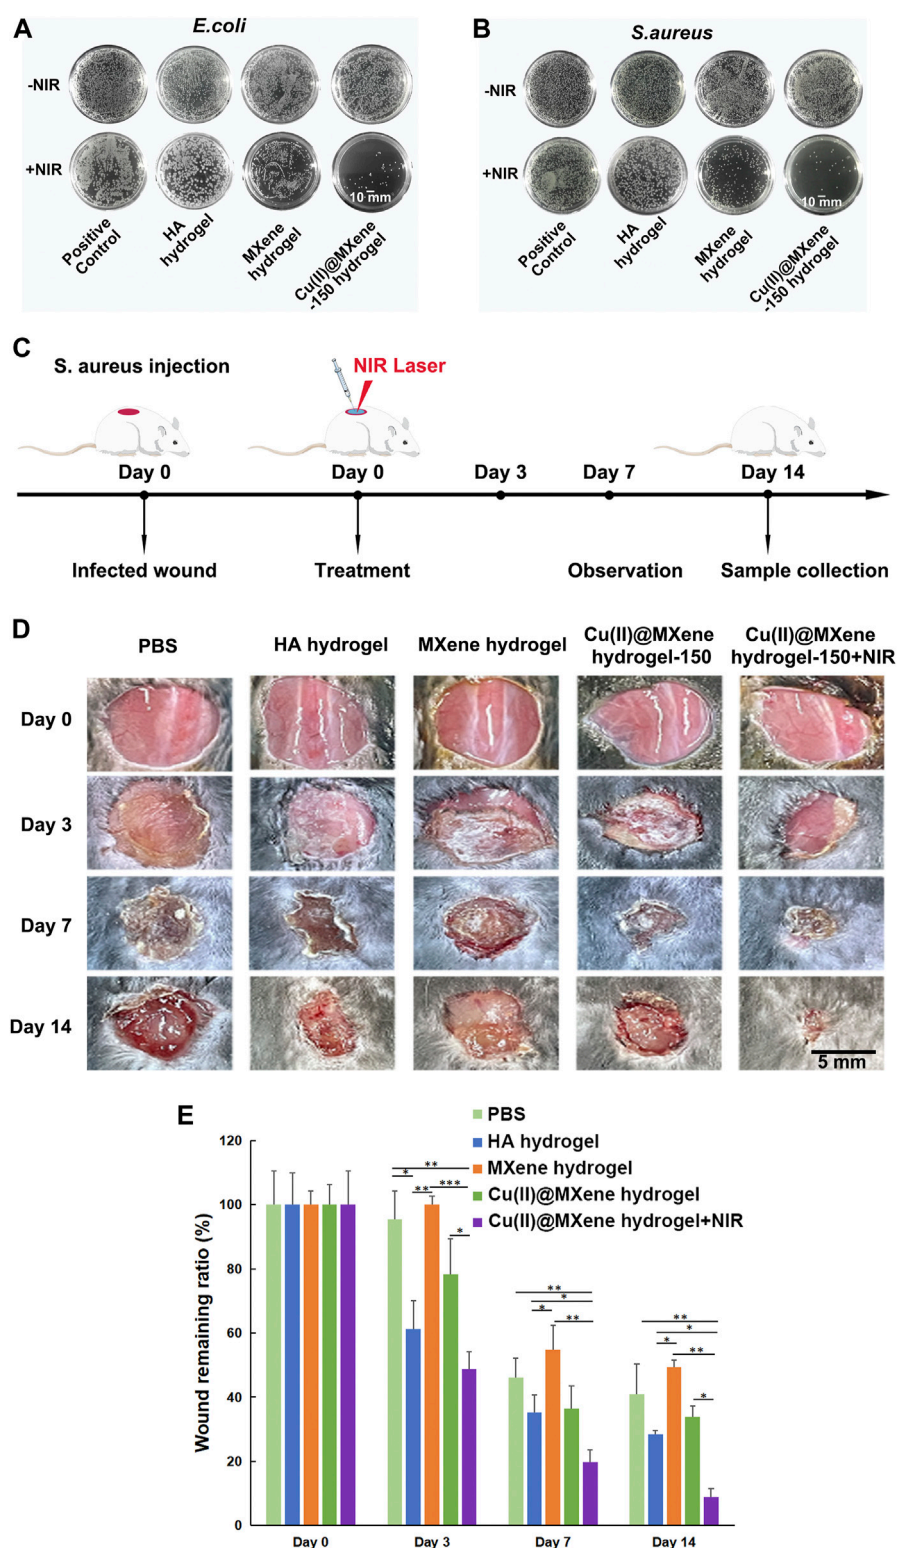 A
E.coli
-NIR
+NIR
10 mm
Positive
Control
HA
hydrogel
MXene
hydrogel
Cu(II)@MXene
-150 hydrogel
B
S.aureus
-NIR
+NIR
10 mm
Positive
Control
HA
hydrogel
MXene
hydrogel
Cu(II)@MXene
-150 hydrogel
C
S. aureus injection
NIR Laser
Day 0
Day 0
Day 3
Day 7
Day 14
Infected wound
Treatment
Observation
Sample collection
D
PBS
HA hydrogel
MXene hydrogel
Cu(II)@MXene
hydrogel-150
Cu(II)@MXene
hydrogel-150+NIR
Day 0
Day 3
Day 7
Day 14
5 mm
E
PBS
HA hydrogel
MXene hydrogel
Cu(II)@MXene hydrogel
Cu(II)@MXene hydrogel+NIR
Wound remaining ratio (%)
120
100
80
60
40
20
0
**
*
** ***
*
**
*
*
**
**
*
*
**
*
Day 0
Day 3
Day 7
Day 14